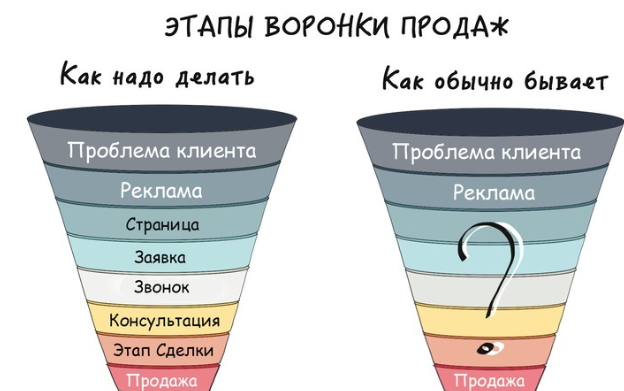 ЭТАПЫ ВОРОНКИ ПРОДАЖ
Как надо делать
Проблема клиента
Реклама
Страница
Заявка
Звонок
Консультация
Этап Сделки
Продажа
Как обычно бывает
Проблема клиента
Реклама
?
Продажа